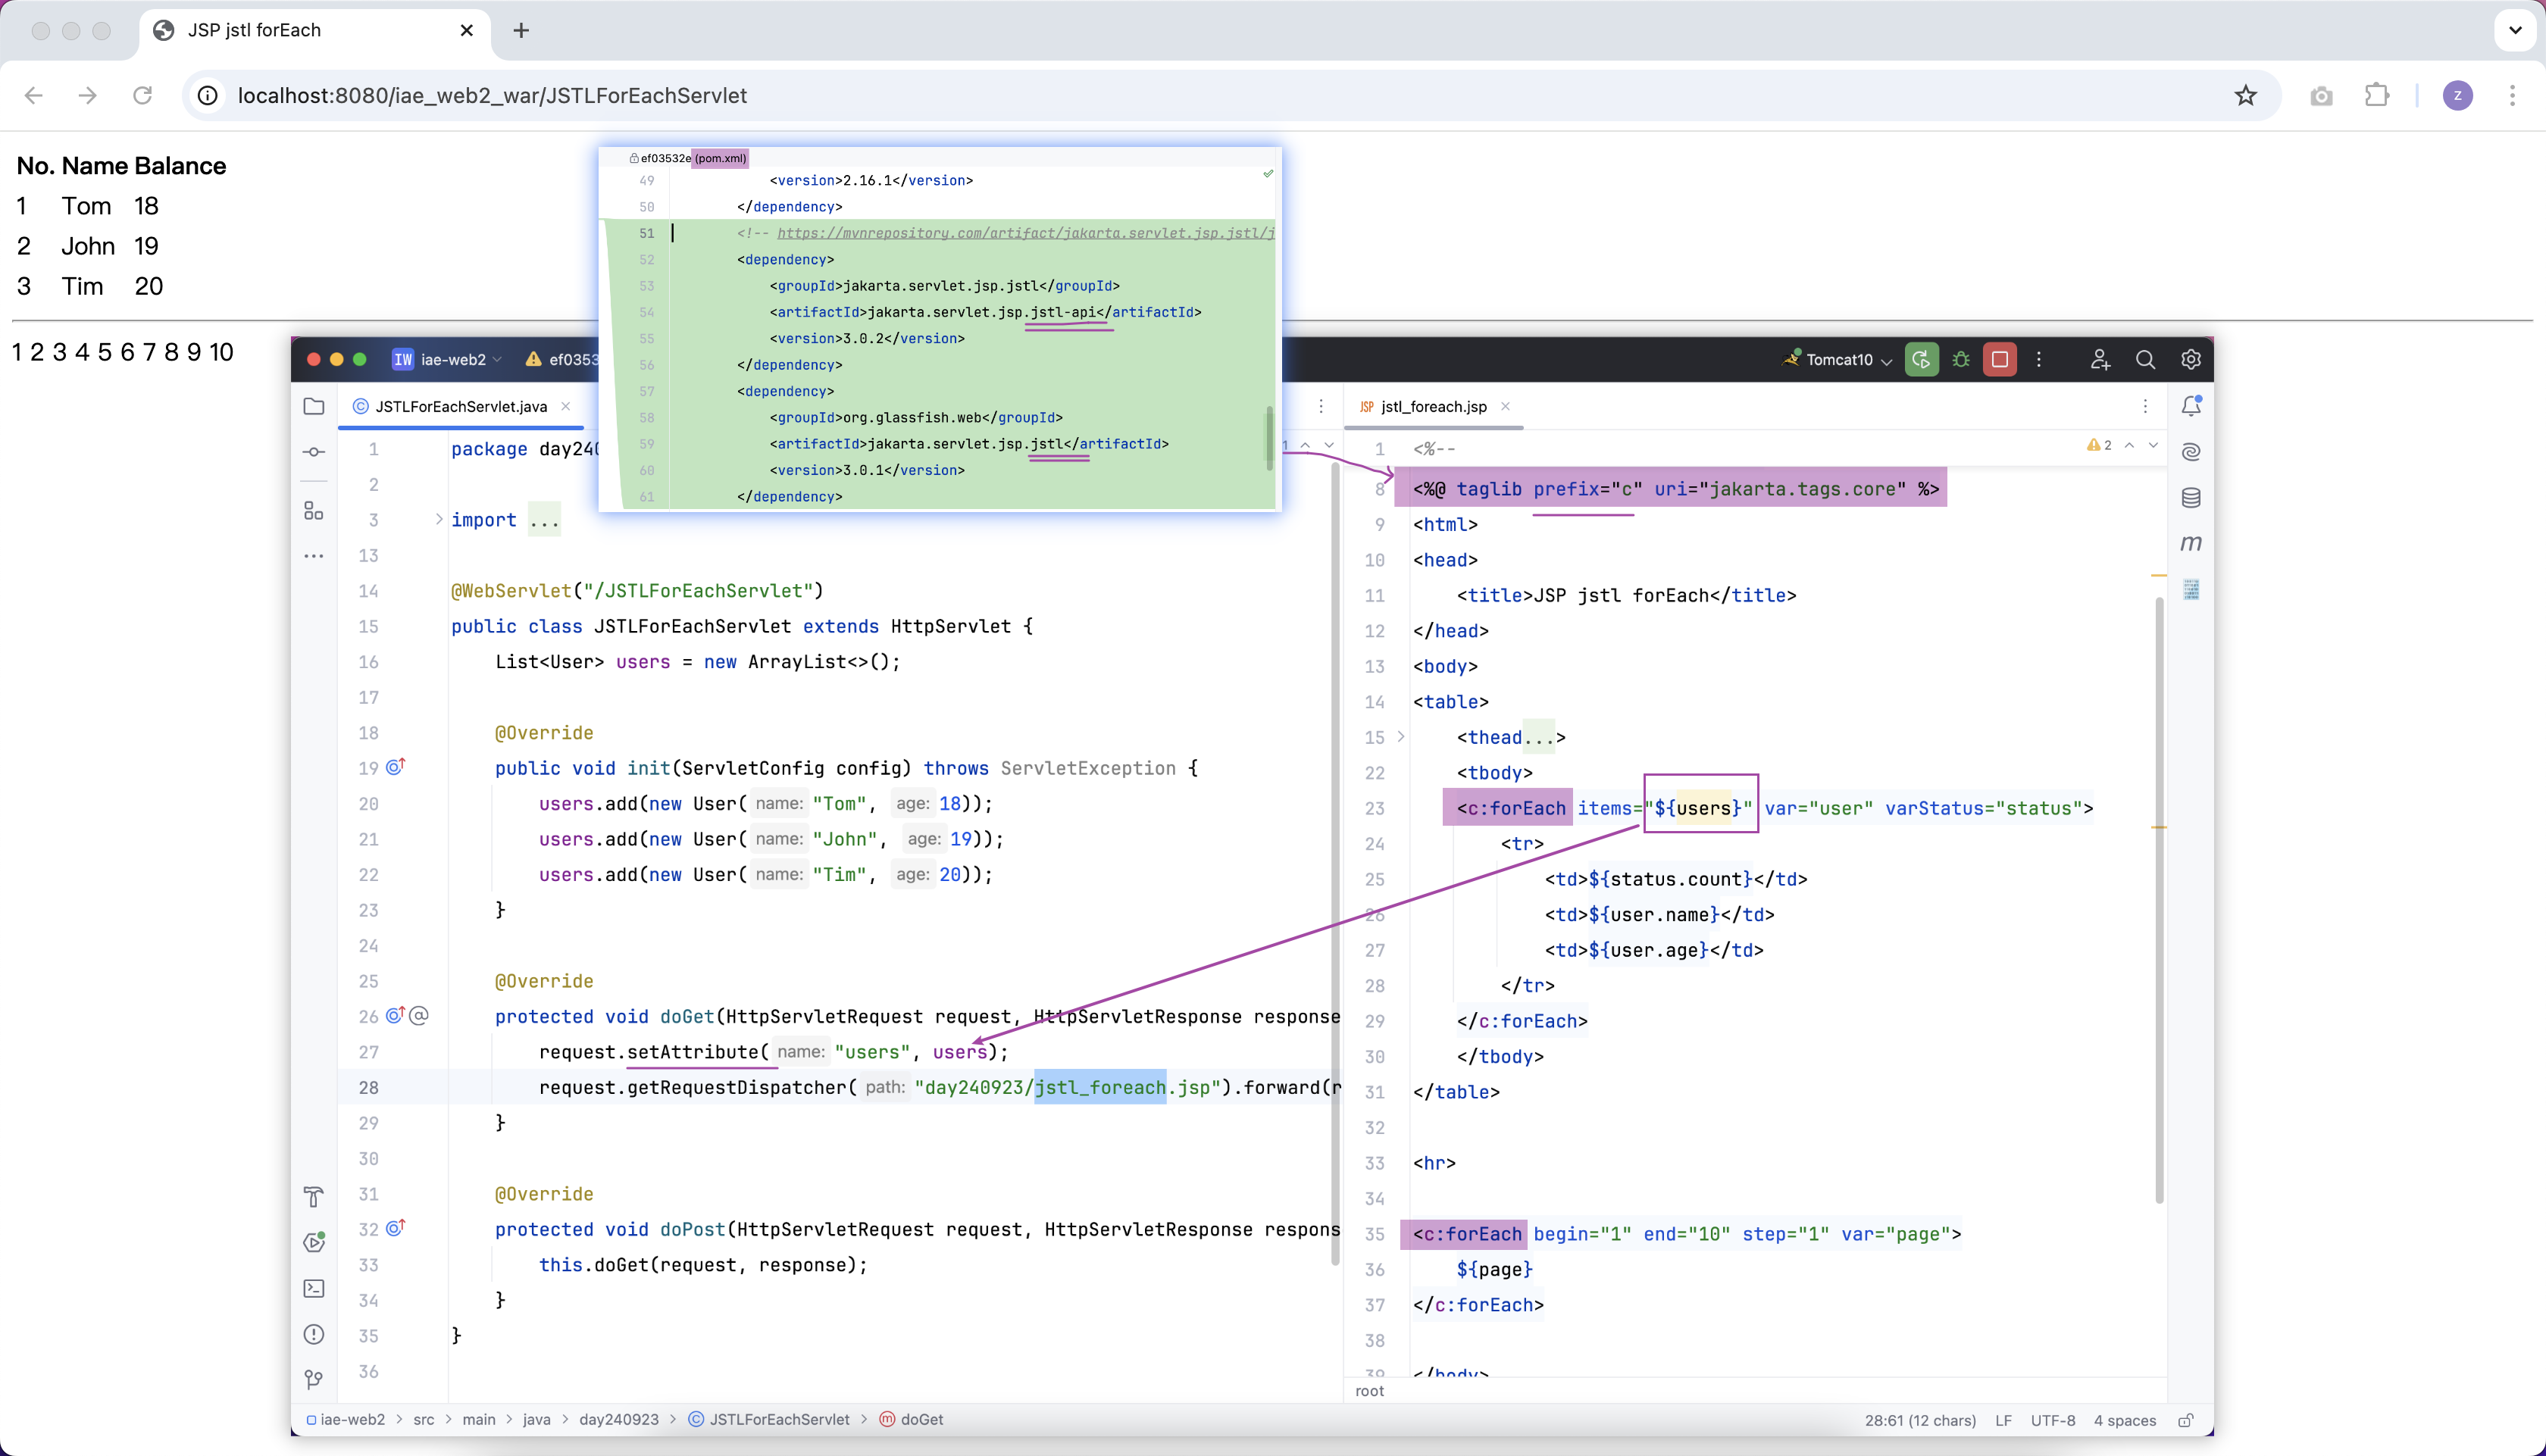 JSP jstl forEach
localhost:8080/iae_web2_war/JSTLForEachServlet
Z
No. Name Balance
1 Tom 18
2 John 19
3 Tim 20
1 2 3 4 5 6 7 8 9 10
ef03532e (pom.xml)
49 <version>2.16.1</version>
50 </dependency>
51 <!-- https://mvnrepository.com/artifact/jakarta.servlet.jsp.jstl/j
52 <dependency>
53 <groupId>jakarta.servlet.jsp.jstl</groupId>
54 <artifactId>jakarta.servlet.jsp.jstl-api</artifactId>
55 <version>3.0.2</version>
56 </dependency>
57 <dependency>
58 <groupId>org.glassfish.web</groupId>
59 <artifactId>jakarta.servlet.jsp.jstl</artifactId>
60 <version>3.0.1</version>
61 </dependency>
IW iae-web2 ef0353
Tomcat10
JSTLForEachServlet.java
1 package day240
2
3 import ...
13
14 @WebServlet("/JSTLForEachServlet")
15 public class JSTLForEachServlet extends HttpServlet {
16 List<User> users = new ArrayList<>();
17
18 @Override
19 public void init(ServletConfig config) throws ServletException {
20 users.add(new User( name: "Tom", age: 18));
21 users.add(new User( name: "John", age: 19));
22 users.add(new User( name: "Tim", age: 20));
23 }
24
25 @Override
26 protected void doGet(HttpServletRequest request, HttpServletResponse response
27 request.setAttribute( name: "users", users);
28 request.getRequestDispatcher( path: "day240923/jstl_foreach.jsp").forward(r
29 }
30
31 @Override
32 protected void doPost(HttpServletRequest request, HttpServletResponse respons
33 this.doGet(request, response);
34 }
35 }
36
1
JSP jstl_foreach.jsp
2
1 <%--
8 <%@ taglib prefix="c" uri="jakarta.tags.core" %>
9 <html>
10 <head>
11 <title>JSP jstl forEach</title>
12 </head>
13 <body>
14 <table>
15 <thead...>
22 <tbody>
23 <c:forEach items="${users}" var="user" varStatus="status">
24 <tr>
25 <td>${status.count}</td>
26 <td>${user.name}</td>
27 <td>${user.age}</td>
28 </tr>
29 </c:forEach>
30 </tbody>
31 </table>
32
33 <hr>
34
35 <c:forEach begin="1" end="10" step="1" var="page">
36 ${page}
37 </c:forEach>
38
39 </body>
root
m
iae-web2 > src > main > java > day240923 > JSTLForEachServlet > doGet
28:61 (12 chars) LF UTF-8 4 spaces